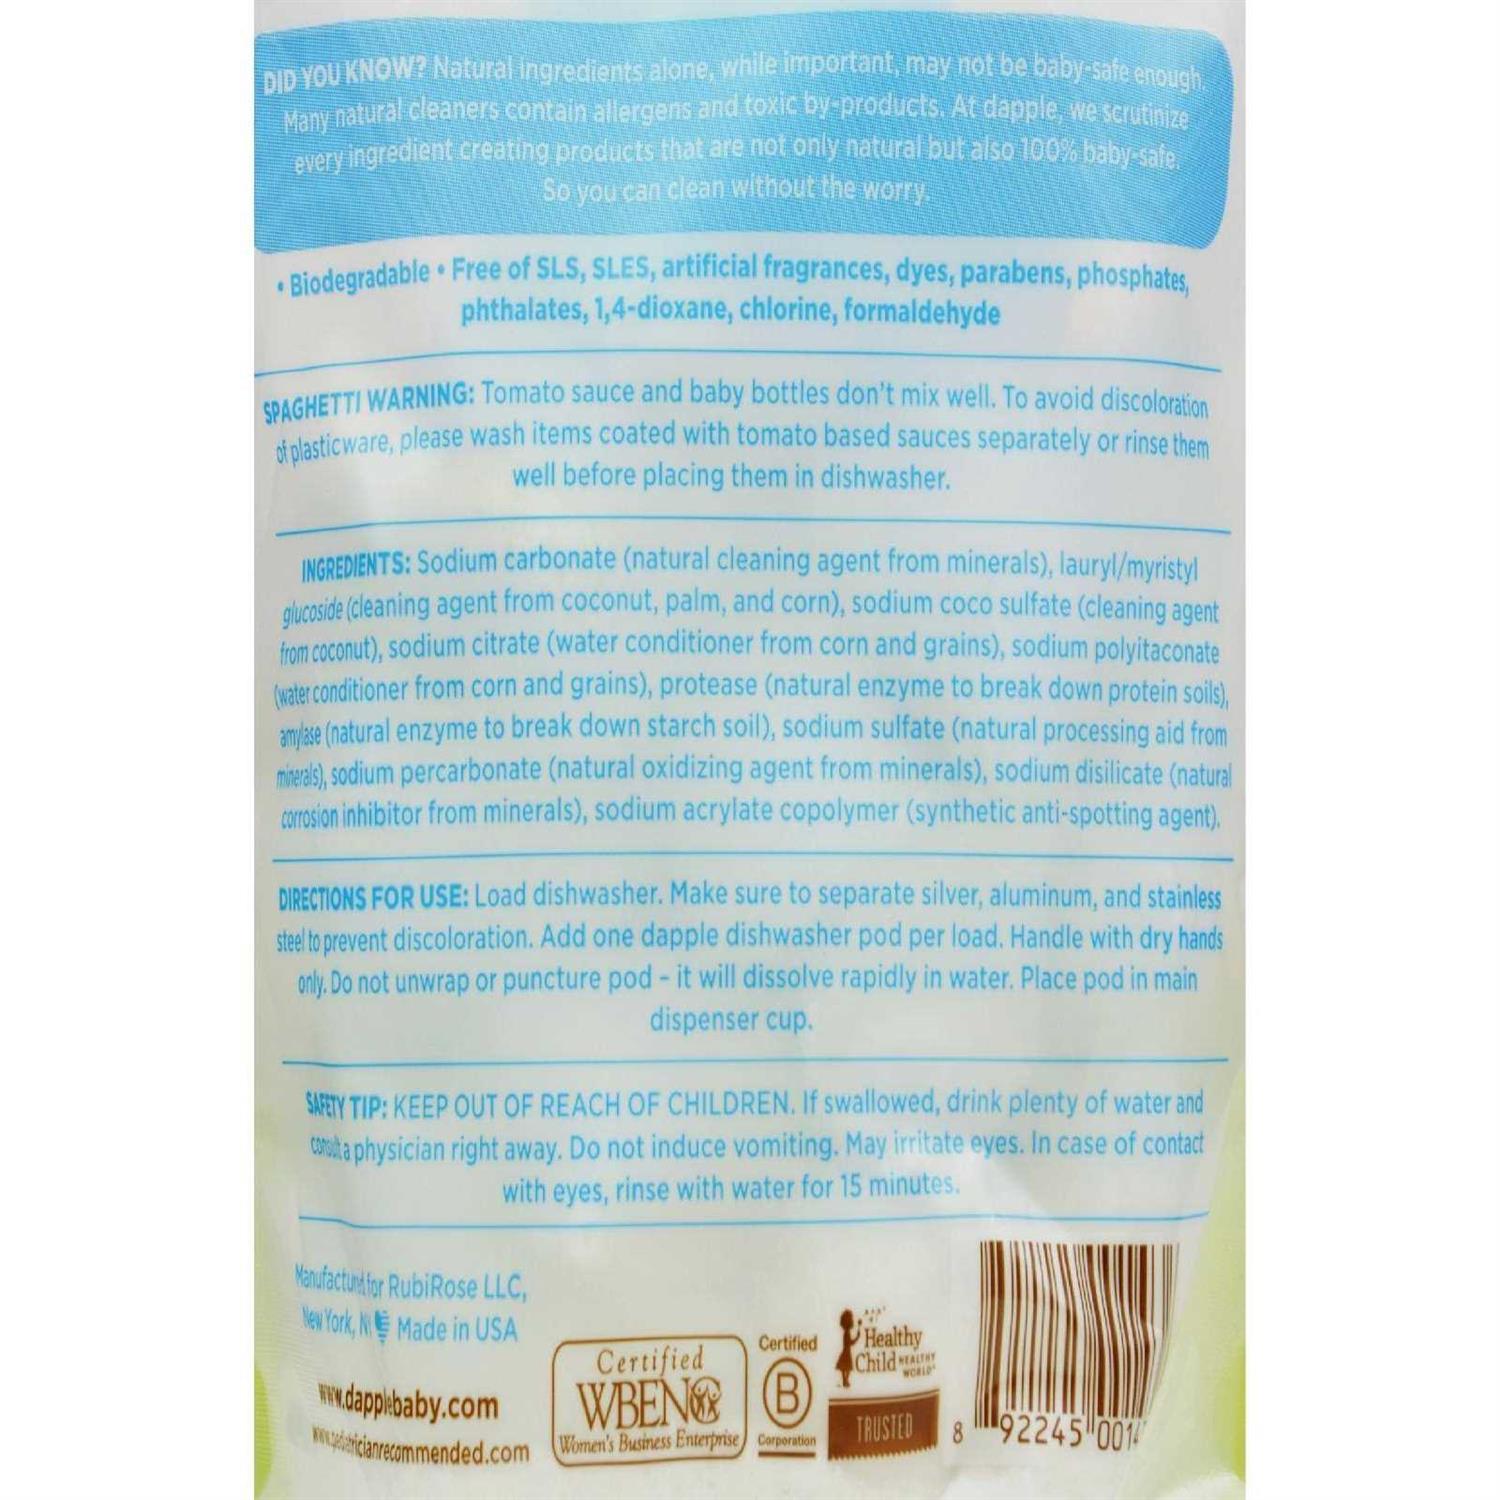 DID YOU KNOW? Natural ingredients alone, while important, may not be baby-safe enough.
Many natural cleaners contain allergens and toxic by-products. At dapple, we scrutinize
every ingredient creating products that are not only natural but also 100% baby-safe.
So you can clean without the worry.
• Biodegradable • Free of SLS, SLES, artificial fragrances, dyes, parabens, phosphates,
phthalates, 1,4-dioxane, chlorine, formaldehyde
SPAGHETTI WARNING: Tomato sauce and baby bottles don't mix well. To avoid discoloration
of plasticware, please wash items coated with tomato based sauces separately or rinse them
well before placing them in dishwasher.
INGREDIENTS: Sodium carbonate (natural cleaning agent from minerals), lauryl/myristyl
glucoside (cleaning agent from coconut, palm, and corn), sodium coco sulfate (cleaning agent
from coconut), sodium citrate (water conditioner from corn and grains), sodium polyitaconate
(water conditioner from corn and grains), protease (natural enzyme to break down protein soils),
amylase (natural enzyme to break down starch soil), sodium sulfate (natural processing aid from
minerals), sodium percarbonate (natural oxidizing agent from minerals), sodium disilicate (natural
corrosion inhibitor from minerals), sodium acrylate copolymer (synthetic anti-spotting agent).
DIRECTIONS FOR USE: Load dishwasher. Make sure to separate silver, aluminum, and stainless
steel to prevent discoloration. Add one dapple dishwasher pod per load. Handle with dry hands
only. Do not unwrap or puncture pod - it will dissolve rapidly in water. Place pod in main
dispenser cup.
SAFETY TIP: KEEP OUT OF REACH OF CHILDREN. If swallowed, drink plenty of water and
consult a physician right away. Do not induce vomiting. May irritate eyes. In case of contact
with eyes, rinse with water for 15 minutes.
Manufactured for RubiRose LLC,
New York, Made in USA
www.dapplebaby.com
www.pediatricianrecommended.com
Certified
WBENC
Women's Business Enterprise
Certified
B
Corporation
Healthy
Child HEALTHY
WORLD
TRUSTED
8 92245 001